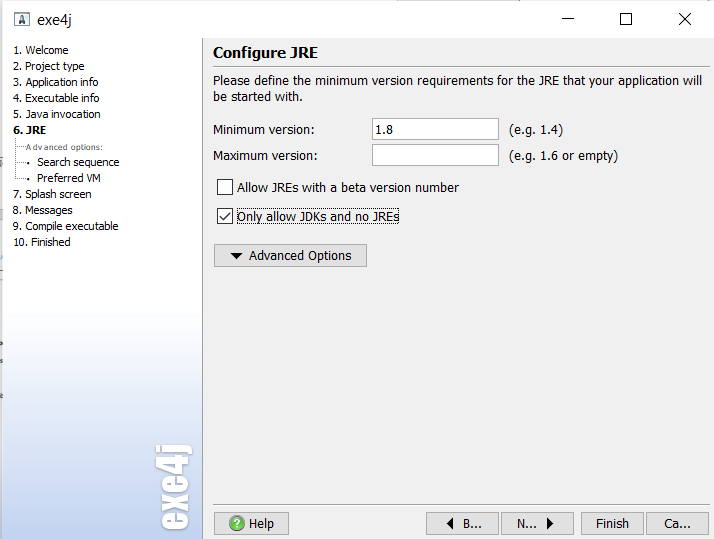 exe4j
1. Welcome
2. Project type
3. Application info
4. Executable info
5. Java invocation
6. JRE
Advanced options:
Search sequence
Preferred VM
7. Splash screen
8. Messages
9. Compile executable
10. Finished
exe4j
Configure JRE
Please define the minimum version requirements for the JRE that your application will
be started with.
Minimum version: 1.8 (e.g. 1.4)
Maximum version: (e.g. 1.6 or empty)
Allow JREs with a beta version number
Only allow JDKs and no JREs
Advanced Options
Help B... N... Finish Ca...